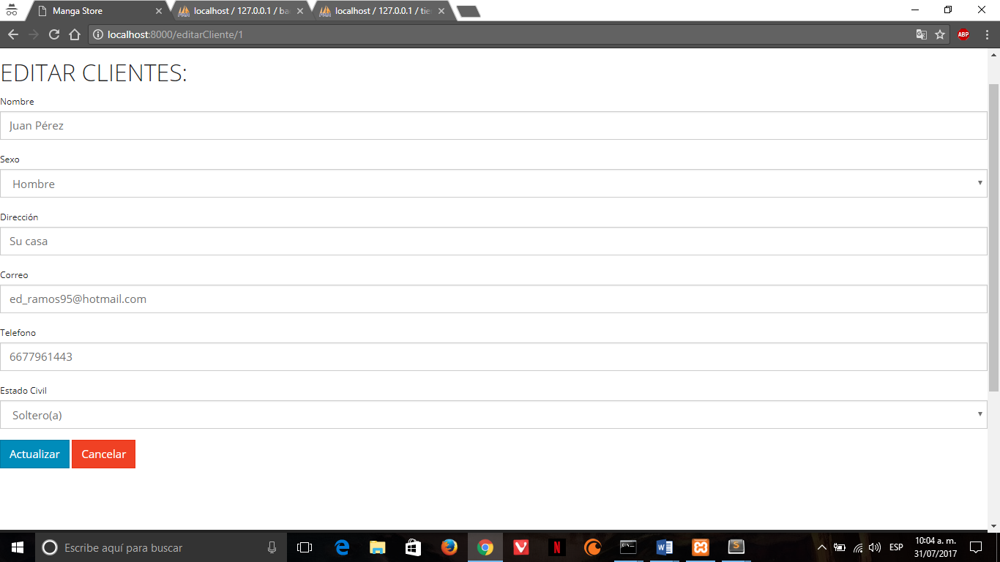 Manga Store
localhost / 127.0.0.1 / ba
localhost / 127.0.0.1 / tie
localhost:8000/editarCliente/1
ABP
EDITAR CLIENTES:
Nombre
Juan Pérez
Sexo
Hombre
Dirección
Su casa
Correo
ed_ramos95@hotmail.com
Telefono
6677961443
Estado Civil
Soltero(a)
Actualizar Cancelar
Escribe aquí para buscar
ESP
10:04 a. m.
31/07/2017